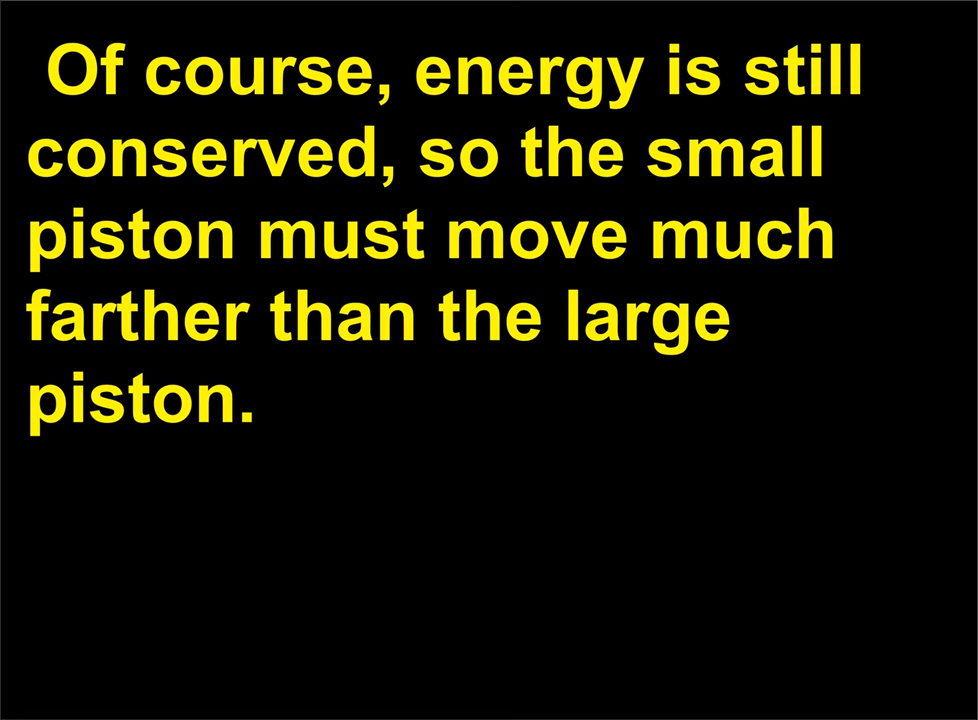 Of course, energy is still
conserved, so the small
piston must move much
farther than the large
piston.